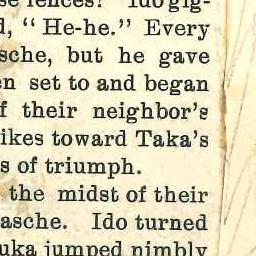 se fences? Ido gig-
d, "He-he." Every
sche, but he gave
en set to and began
f their neighbor's
ikes toward Taka's
s of triumph.
the midst of their
asche. Ido turned
uka jumped nimbly